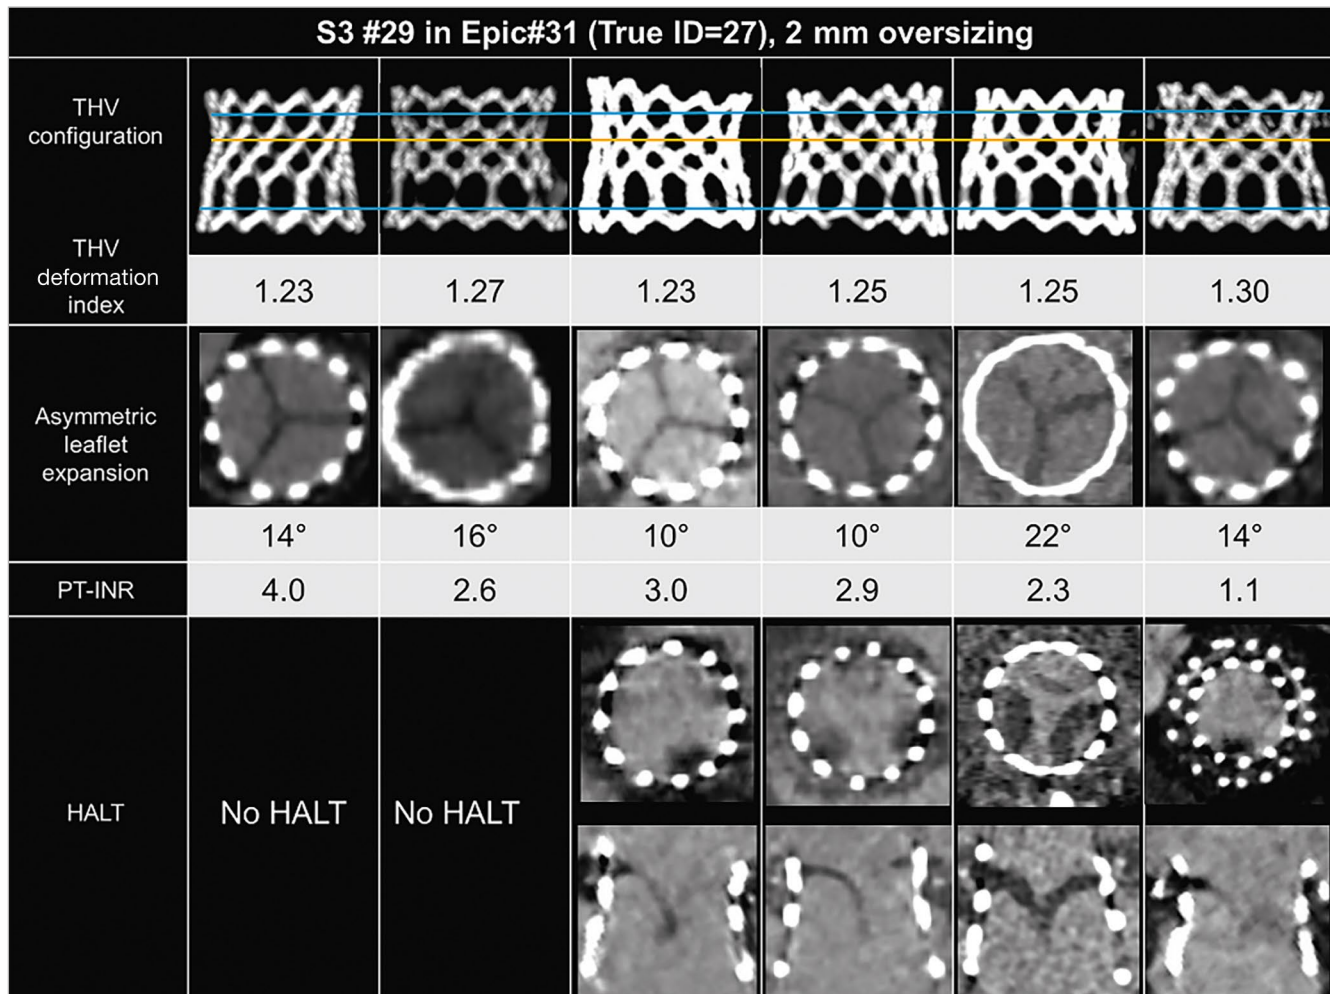 S3 #29 in Epic#31 (True ID=27), 2 mm oversizing
THV
configuration
THV
deformation
index
1.23 1.27 1.23 1.25 1.25 1.30
Asymmetric
leaflet
expansion
14° 16° 10° 10° 22° 14°
PT-INR 4.0 2.6 3.0 2.9 2.3 1.1
HALT No HALT No HALT